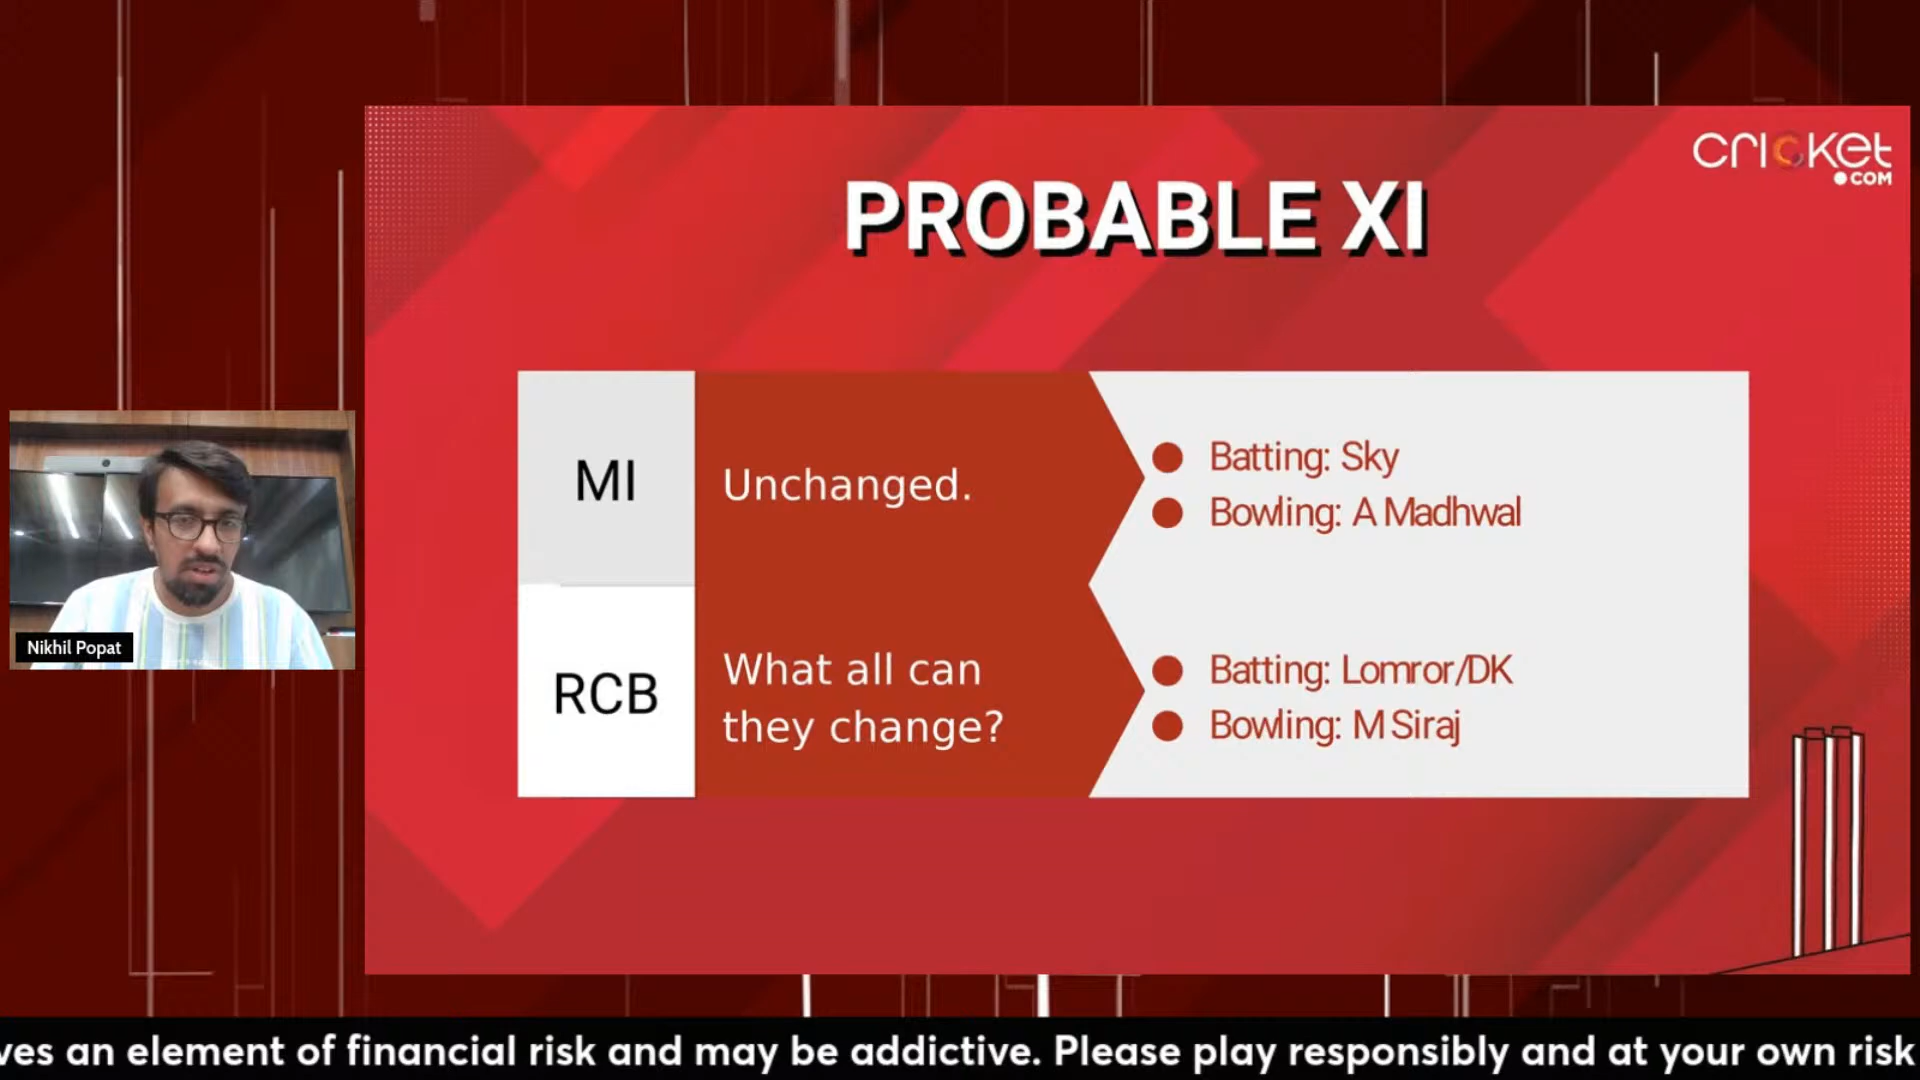 cricket
.COM
PROBABLE XI
MI
Unchanged.
Batting: Sky
Bowling: A Madhwal
RCB
What all can
they change?
Batting: Lomror/DK
Bowling: M Siraj
Nikhil Popat
ves an element of financial risk and may be addictive. Please play responsibly and at your own risk